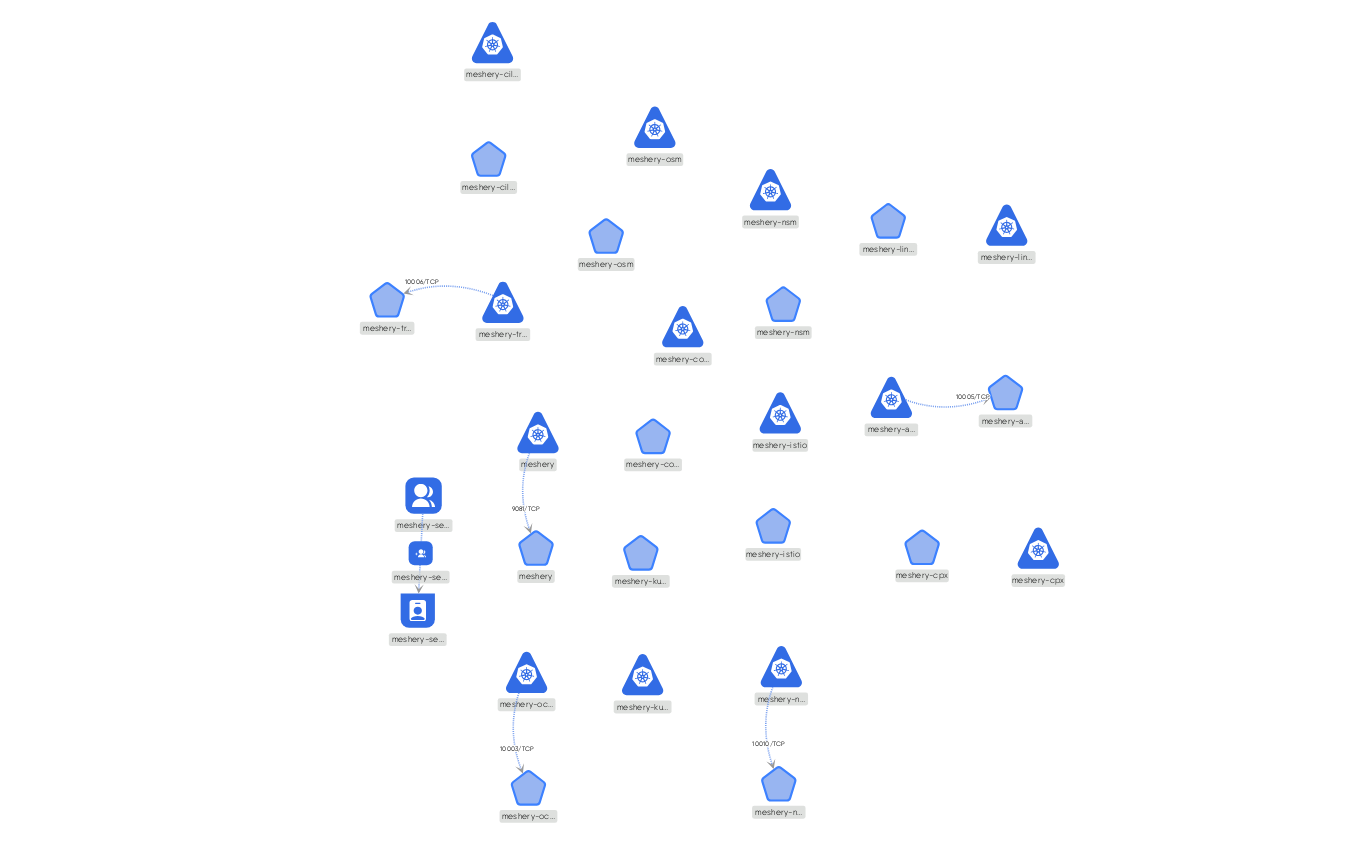 meshery-cil...
meshery-osm
meshery-cil...
meshery-nsm
meshery-lin...
meshery-lin...
meshery-osm
10006/TCP
meshery-tr...
meshery-tr...
meshery-nsm
meshery-co...
10005/TCP
meshery-a...
meshery-a...
meshery-istio
meshery
meshery-co...
9081/TCP
meshery-se...
meshery-istio
meshery-se...
meshery
meshery-ku...
meshery-cpx
meshery-cpx
meshery-se...
meshery-oc...
meshery-ku...
meshery-n...
10003/TCP
10010/TCP
meshery-oc...
meshery-n...